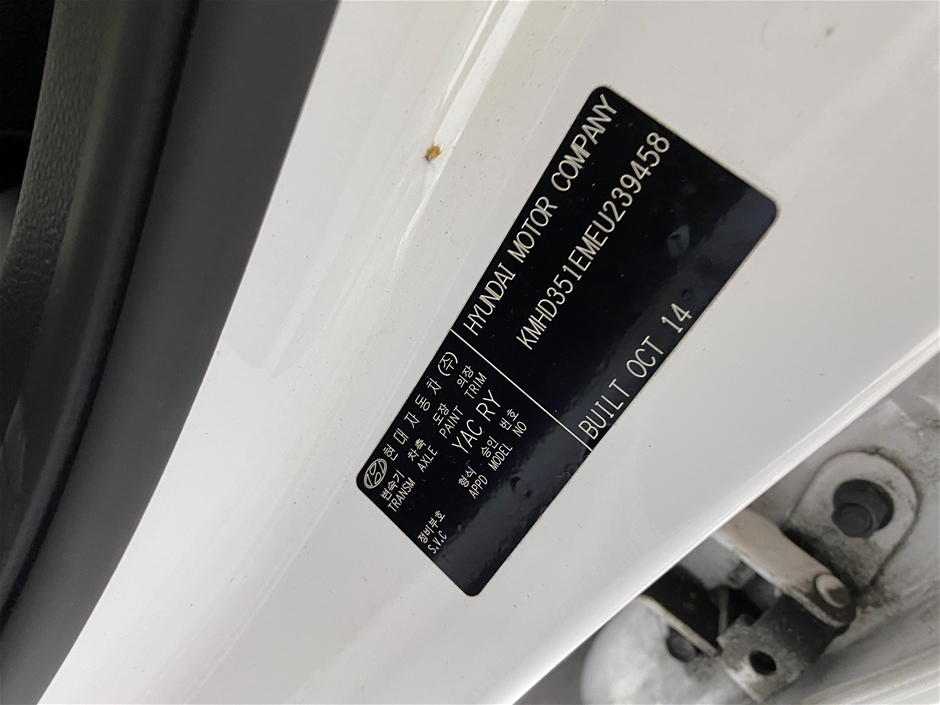 현대자동차(주) HYUNDAI MOTOR COMPANY
변속기 차축 도장 의장
TRANSM AXLE PAINT TRIM
YAC RY
KMHD351EMEU239458
형식 승인 번호
APPD MODEL NO
장비부호
S.V.C
BUILT OCT 14